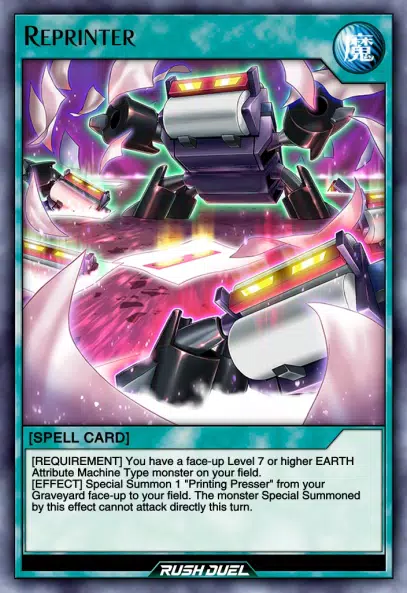 Reprinter
魔
[SPELL CARD]
[REQUIREMENT] You have a face-up Level 7 or higher EARTH
Attribute Machine Type monster on your field.
[EFFECT] Special Summon 1 "Printing Presser" from your
Graveyard face-up to your field. The monster Special Summoned
by this effect cannot attack directly this turn.
RUSH DUEL